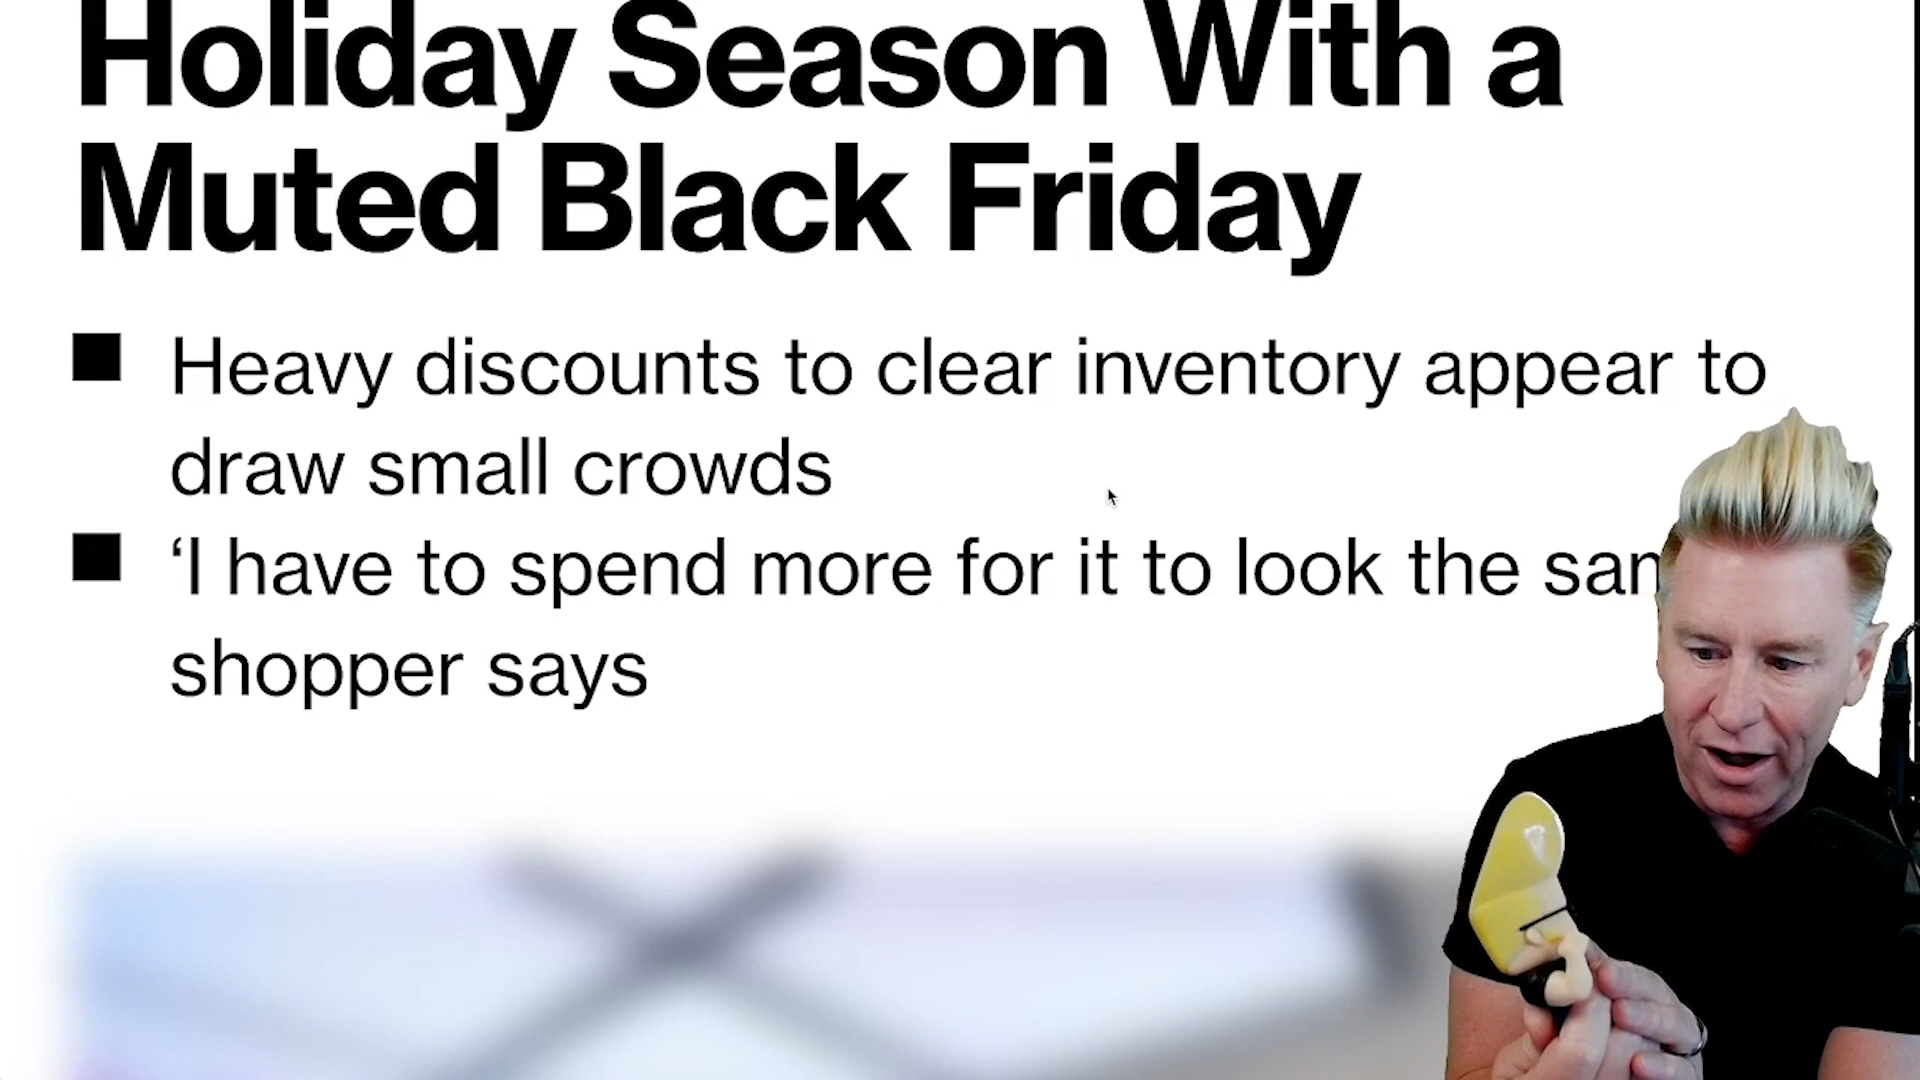 Holiday Season With a
Muted Black Friday
Heavy discounts to clear inventory appear to
draw small crowds
‘I have to spend more for it to look the
shopper says